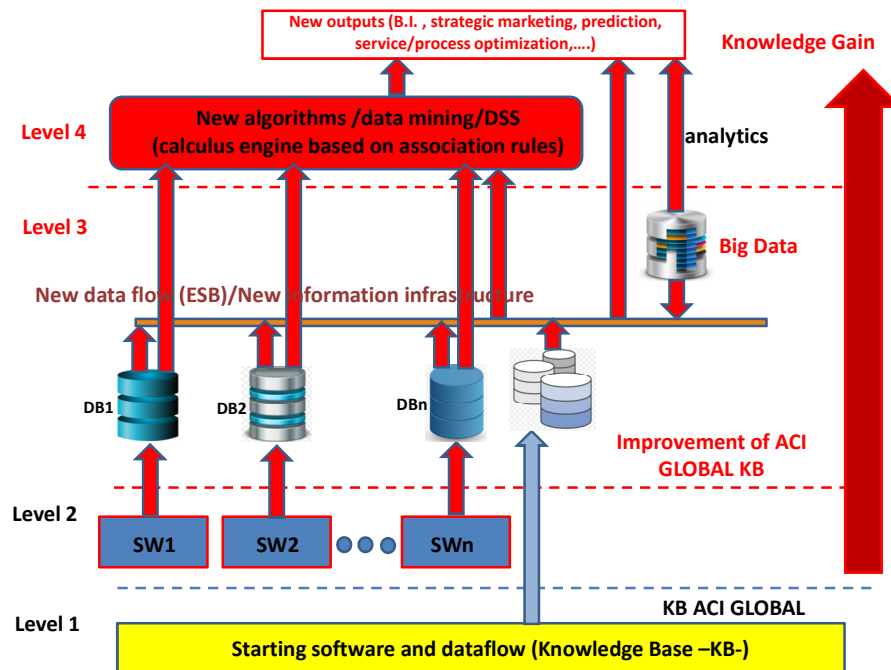 New outputs (B.I. , strategic marketing, prediction,
service/process optimization,....)
Knowledge Gain
Level 4
New algorithms /data mining/DSS
(calculus engine based on association rules)
analytics
Level 3
Big Data
New data flow (ESB)/New information infrastructure
DB1
DB2
DBn
Improvement of ACI
GLOBAL KB
Level 2
SW1
SW2
SWn
KB ACI GLOBAL
Level 1
Starting software and dataflow (Knowledge Base –KB-)